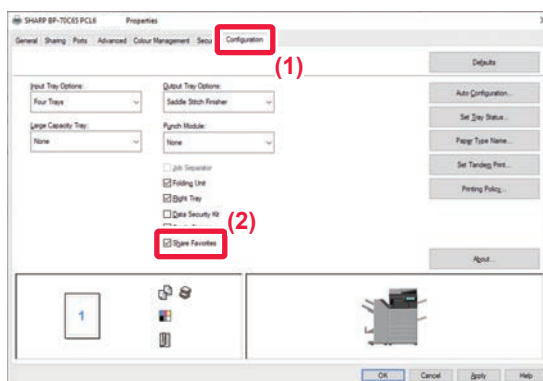 SHARP BP-70C65 PCL6 Properties
General Sharing Ports Advanced Colour Management Secu Configuration
(1)
Defaults
Input Tray Options: Output Tray Options:
Four Trays Saddle Stitch Finisher
Auto Configuration...
Set Tray Status...
Large Capacity Tray: Punch Module:
None None
Paper Type Name...
Job Separator
Set Tandem Print...
Folding Unit
Right Tray
Printing Policy...
Data Security Kit
(2)
Share Favorites
About...
1
OK Cancel Apply Help